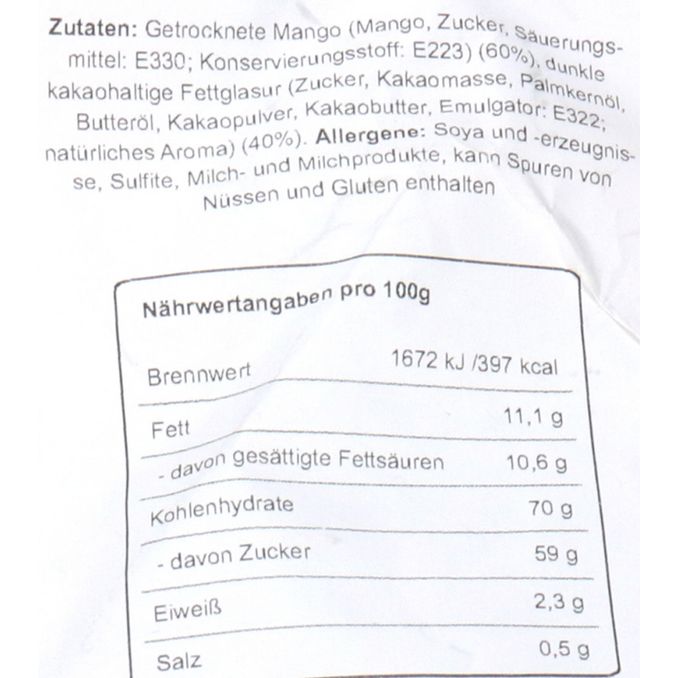 Zutaten: Getrocknete Mango (Mango, Zucker, Säuerungs-
mittel: E330; Konservierungsstoff: E223) (60%), dunkle
kakaohaltige Fettglasur (Zucker, Kakaomasse, Palmkernöl,
Butteröl, Kakaopulver, Kakaobutter, Emulgator: E322;
natürliches Aroma) (40%). Allergene: Soya und -erzeugnis-
se, Sulfite, Milch- und Milchprodukte, kann Spuren von
Nüssen und Gluten enthalten
Nährwertangaben pro 100g
Brennwert 1672 kJ /397 kcal
Fett 11,1 g
- davon gesättigte Fettsäuren 10,6 g
Kohlenhydrate 70 g
- davon Zucker 59 g
Eiweiß 2,3 g
Salz 0,5 g